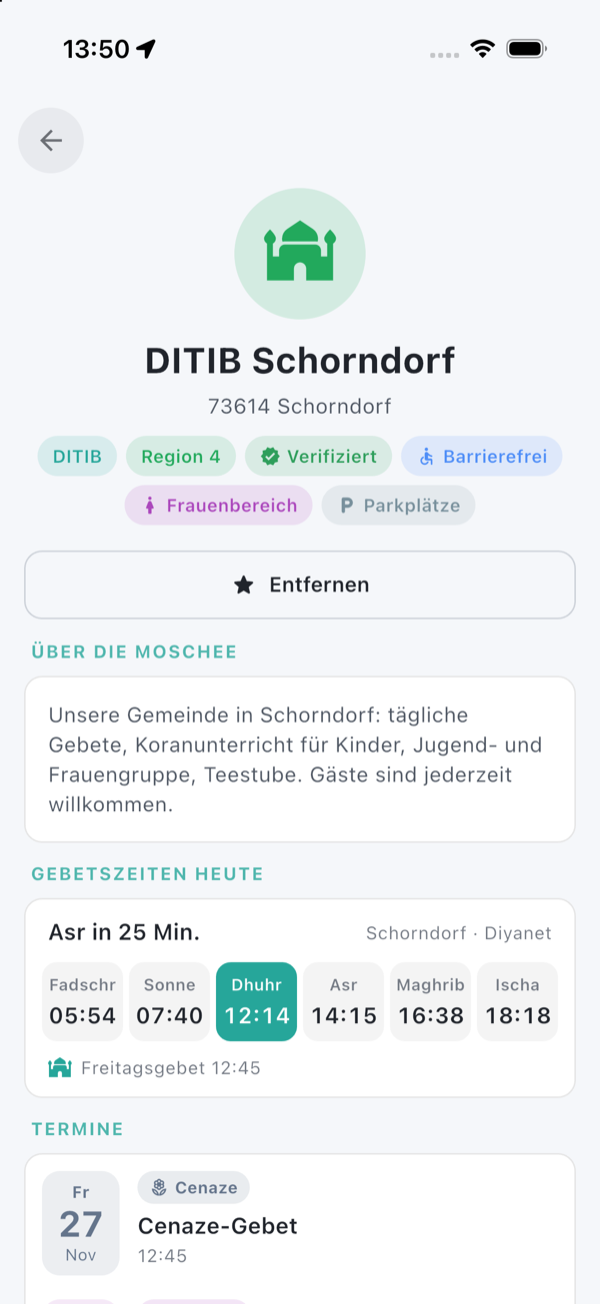 13:50
DITIB Schorndorf
73614 Schorndorf
DITIB
Region 4
Verifiziert
Barrierefrei
Frauenbereich
P Parkplätze
Entfernen
ÜBER DIE MOSCHEE
Unsere Gemeinde in Schorndorf: tägliche
Gebete, Koranunterricht für Kinder, Jugend- und
Frauengruppe, Teestube. Gäste sind jederzeit
willkommen.
GEBETSZEITEN HEUTE
Asr in 25 Min.
Schorndorf · Diyanet
Fadschr
05:54
Sonne
07:40
Dhuhr
12:14
Asr
14:15
Maghrib
16:38
Ischa
18:18
Freitagsgebet 12:45
TERMINE
Fr
27
Nov
Cenaze
Cenaze-Gebet
12:45